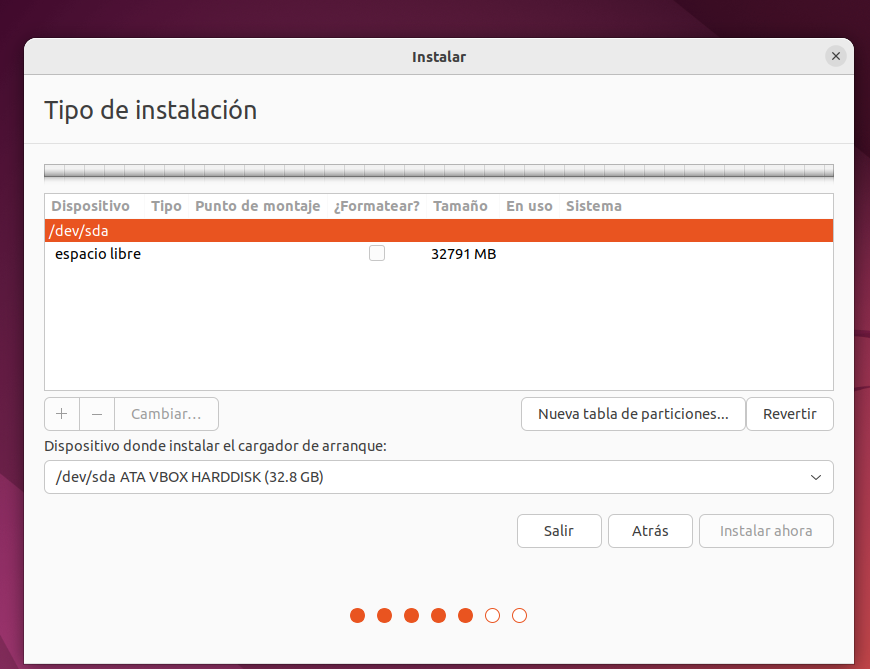 Instalar
Tipo de instalación
Dispositivo Tipo Punto de montaje ¿Formatear? Tamaño En uso Sistema
/dev/sda
espacio libre 32791 MB
+ − Cambiar... Nueva tabla de particiones... Revertir
Dispositivo donde instalar el cargador de arranque:
/dev/sda ATA VBOX HARDDISK (32.8 GB)
Salir Atrás Instalar ahora